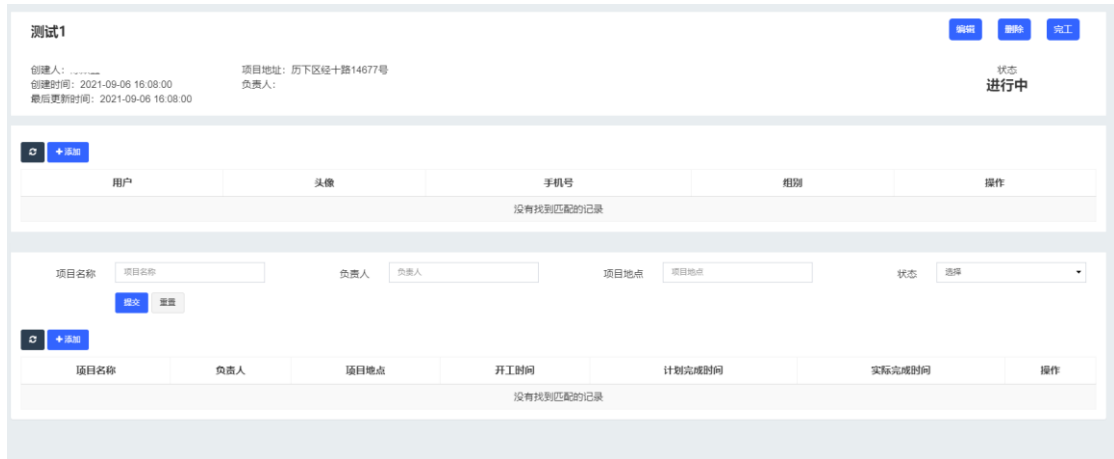 测试1
编辑 删除 完工
创建人：
项目地址：历下区经十路14677号
状态
创建时间：2021-09-06 16:08:00
负责人：
进行中
最后更新时间：2021-09-06 16:08:00
+添加
用户 头像 手机号 组别 操作
没有找到匹配的记录
项目名称 项目名称 负责人 负责人 项目地点 项目地点 状态 选择
提交 重置
+添加
项目名称 负责人 项目地点 开工时间 计划完成时间 实际完成时间 操作
没有找到匹配的记录